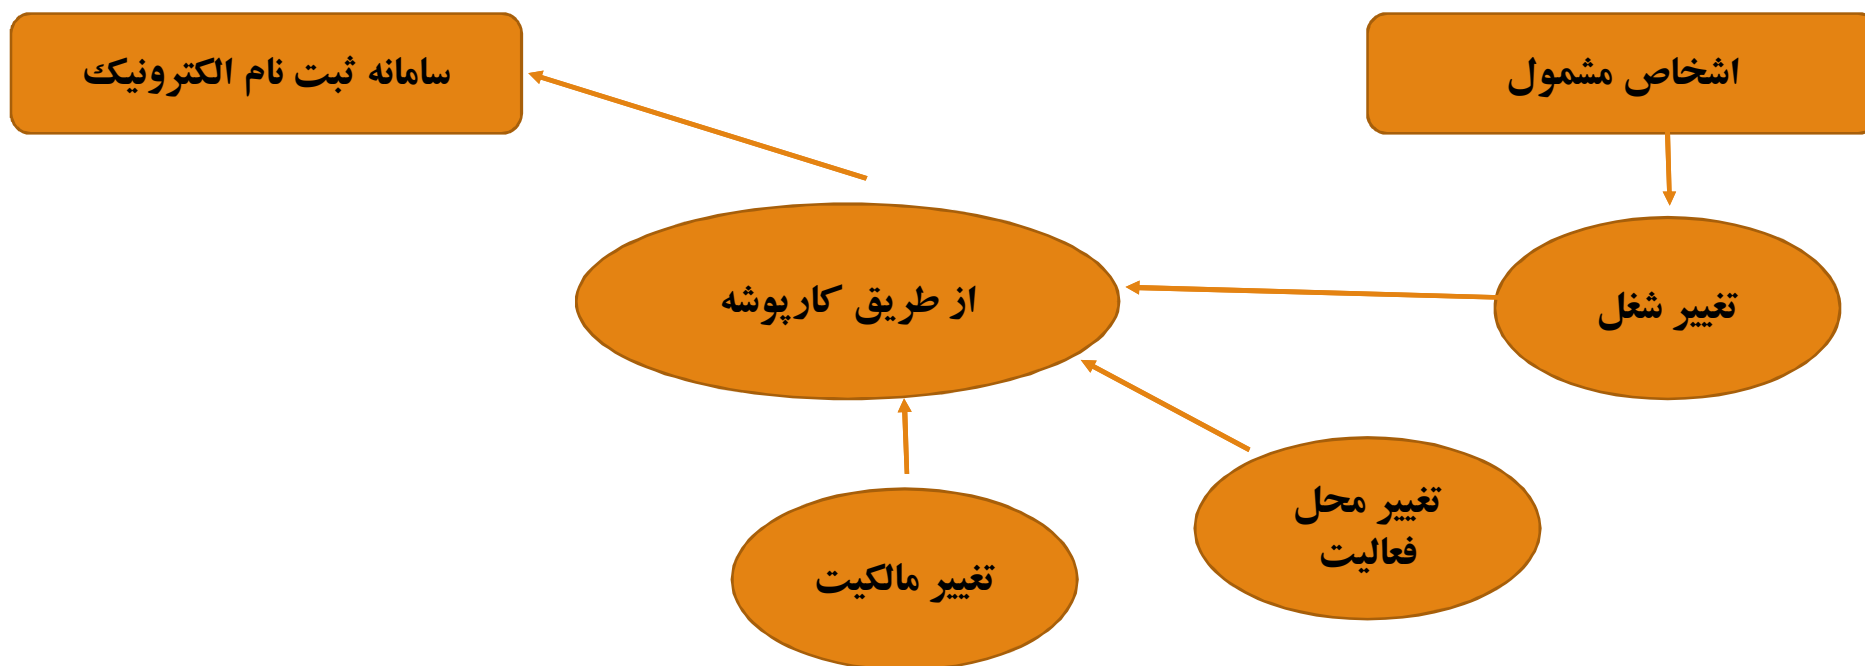 اشخاص مشمول
سامانه ثبت نام الکترونیک
تغییر شغل
از طریق کارپوشه
تغییر محل
فعالیت
تغییر مالکیت